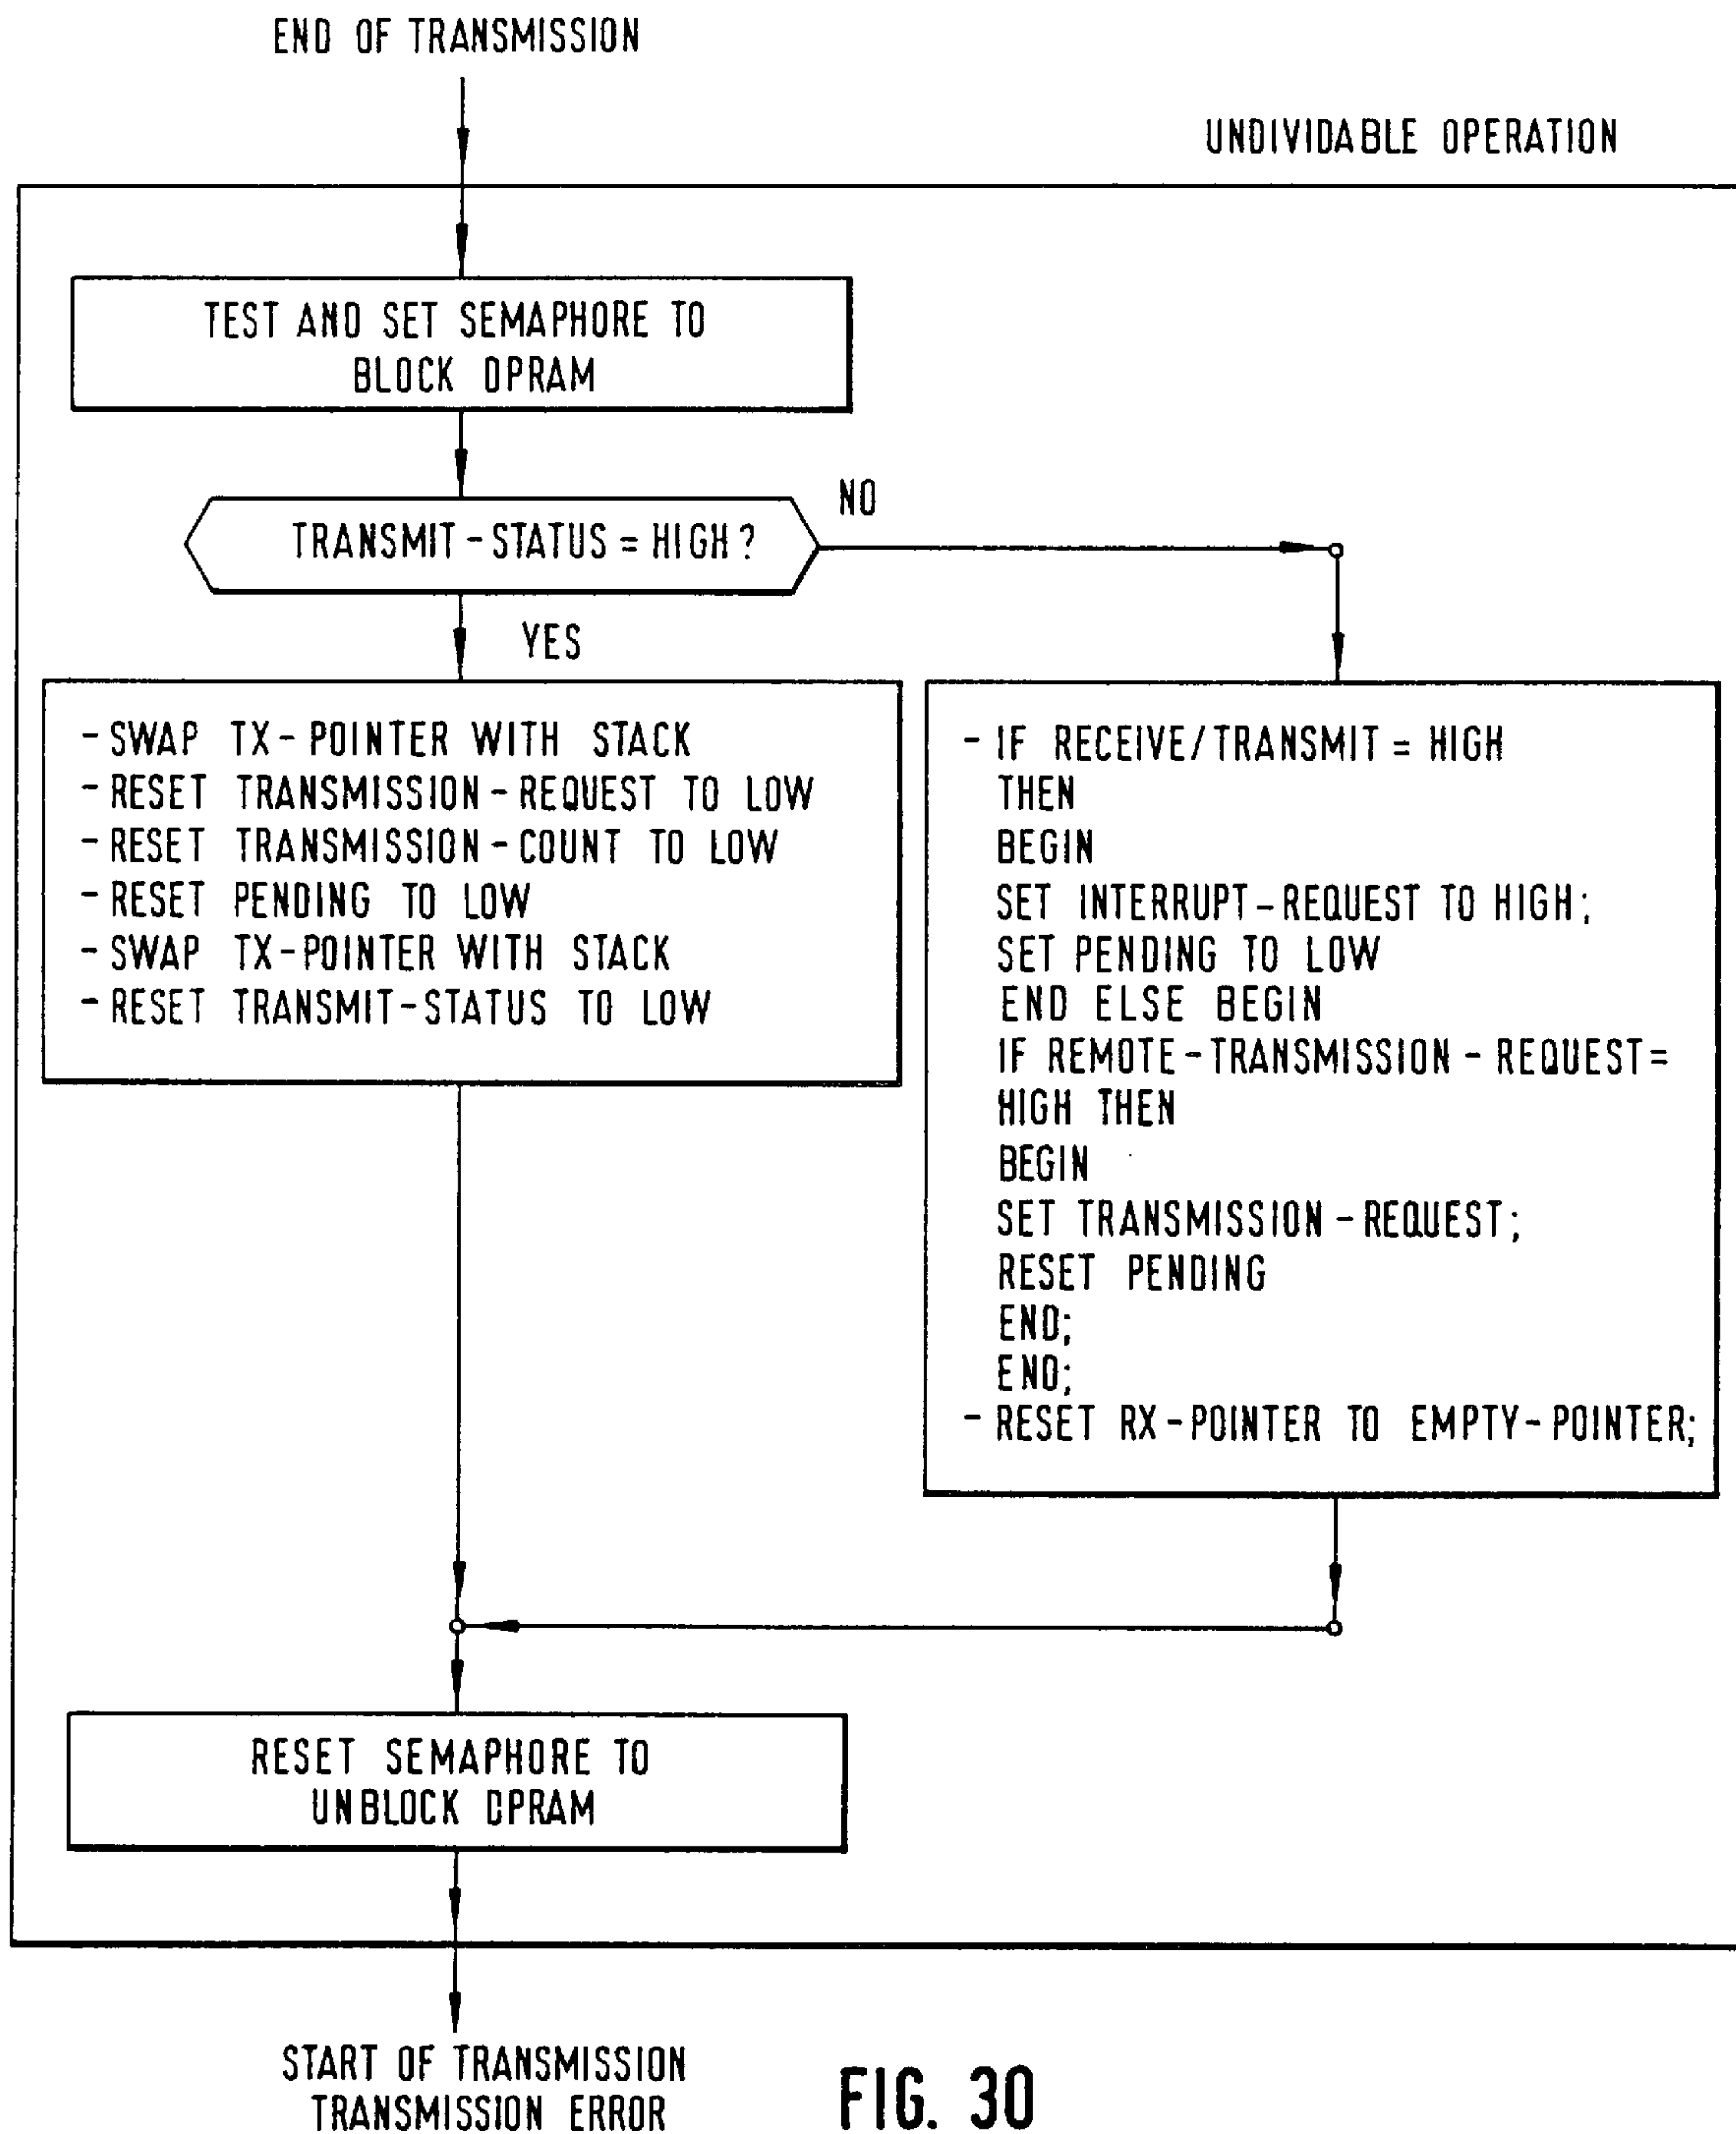 END OF TRANSMISSION
UNDIVIDABLE OPERATION
TEST AND SET SEMAPHORE TO
BLOCK DPRAM
TRANSMIT-STATUS = HIGH?
NO
YES
- SWAP TX-POINTER WITH STACK
- RESET TRANSMISSION-REQUEST TO LOW
- RESET TRANSMISSION-COUNT TO LOW
- RESET PENDING TO LOW
- SWAP TX-POINTER WITH STACK
- RESET TRANSMIT-STATUS TO LOW
- IF RECEIVE/TRANSMIT = HIGH
THEN
BEGIN
SET INTERRUPT-REQUEST TO HIGH;
SET PENDING TO LOW
END ELSE BEGIN
IF REMOTE-TRANSMISSION-REQUEST=
HIGH THEN
BEGIN
SET TRANSMISSION-REQUEST;
RESET PENDING
END;
END;
- RESET RX-POINTER TO EMPTY-POINTER;
RESET SEMAPHORE TO
UNBLOCK DPRAM
START OF TRANSMISSION
TRANSMISSION ERROR
FIG. 30